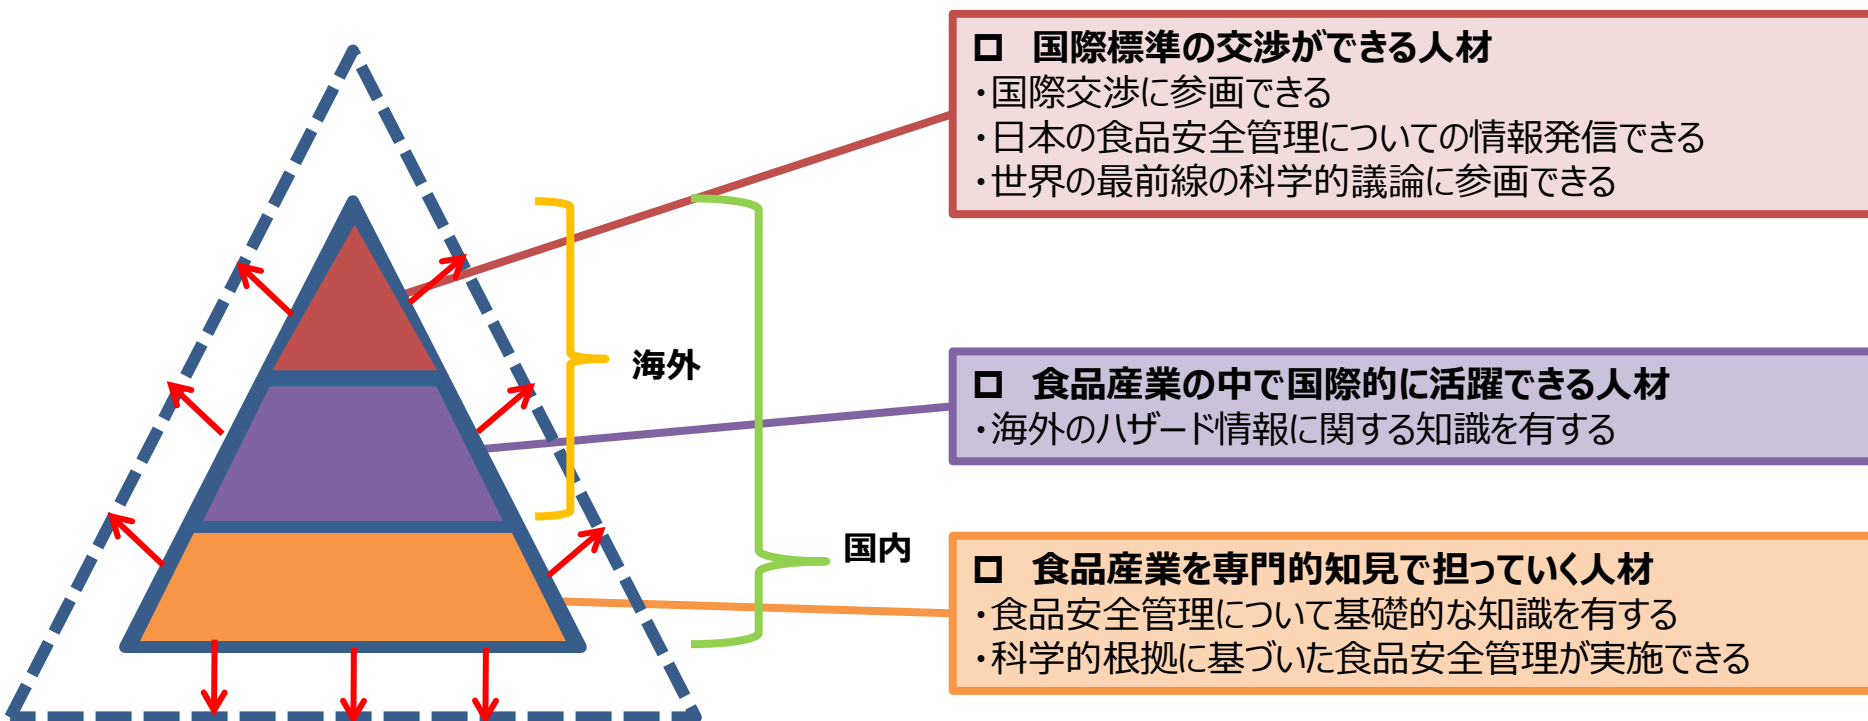 □ 国際標準の交渉ができる人材
・国際交渉に参画できる
・日本の食品安全管理についての情報発信できる
・世界の最前線の科学的議論に参画できる
海外
□ 食品産業の中で国際的に活躍できる人材
・海外のハザード情報に関する知識を有する
国内
□ 食品産業を専門的知見で担っていく人材
・食品安全管理について基礎的な知識を有する
・科学的根拠に基づいた食品安全管理が実施できる